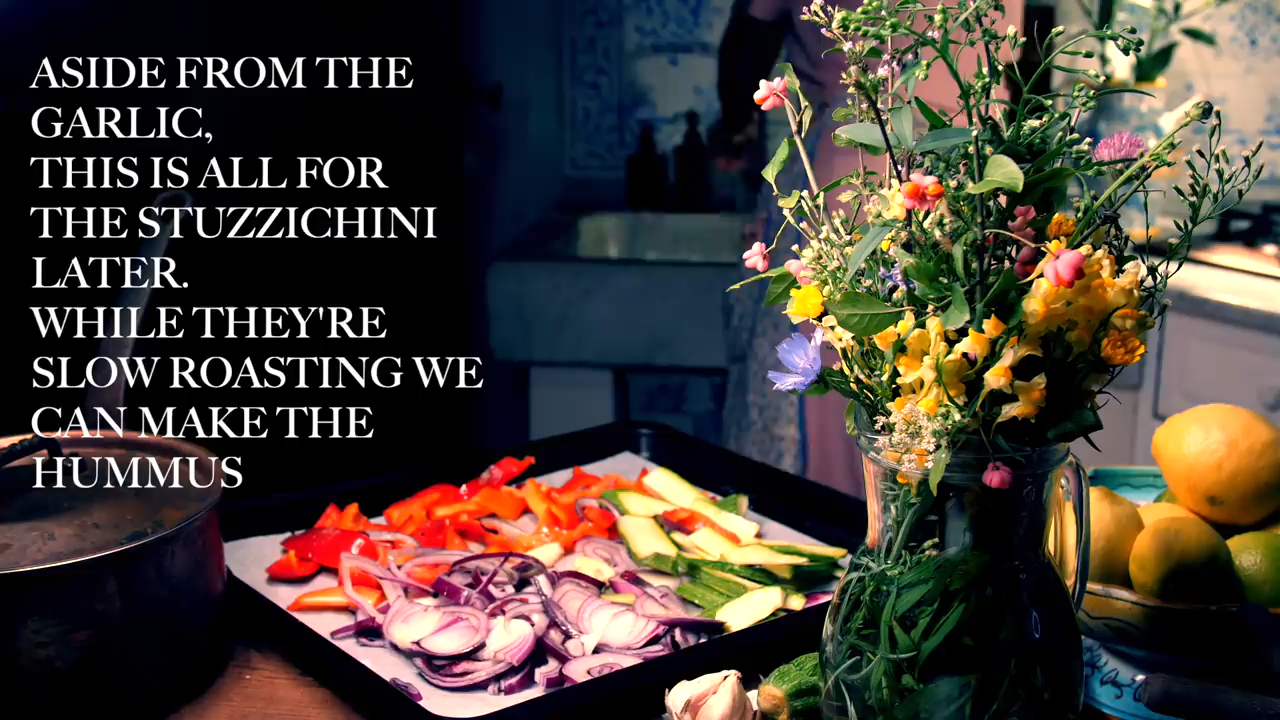 ASIDE FROM THE
GARLIC,
THIS IS ALL FOR
THE STUZZICHINI
LATER.
WHILE THEY'RE
SLOW ROASTING WE
CAN MAKE THE
HUMMUS